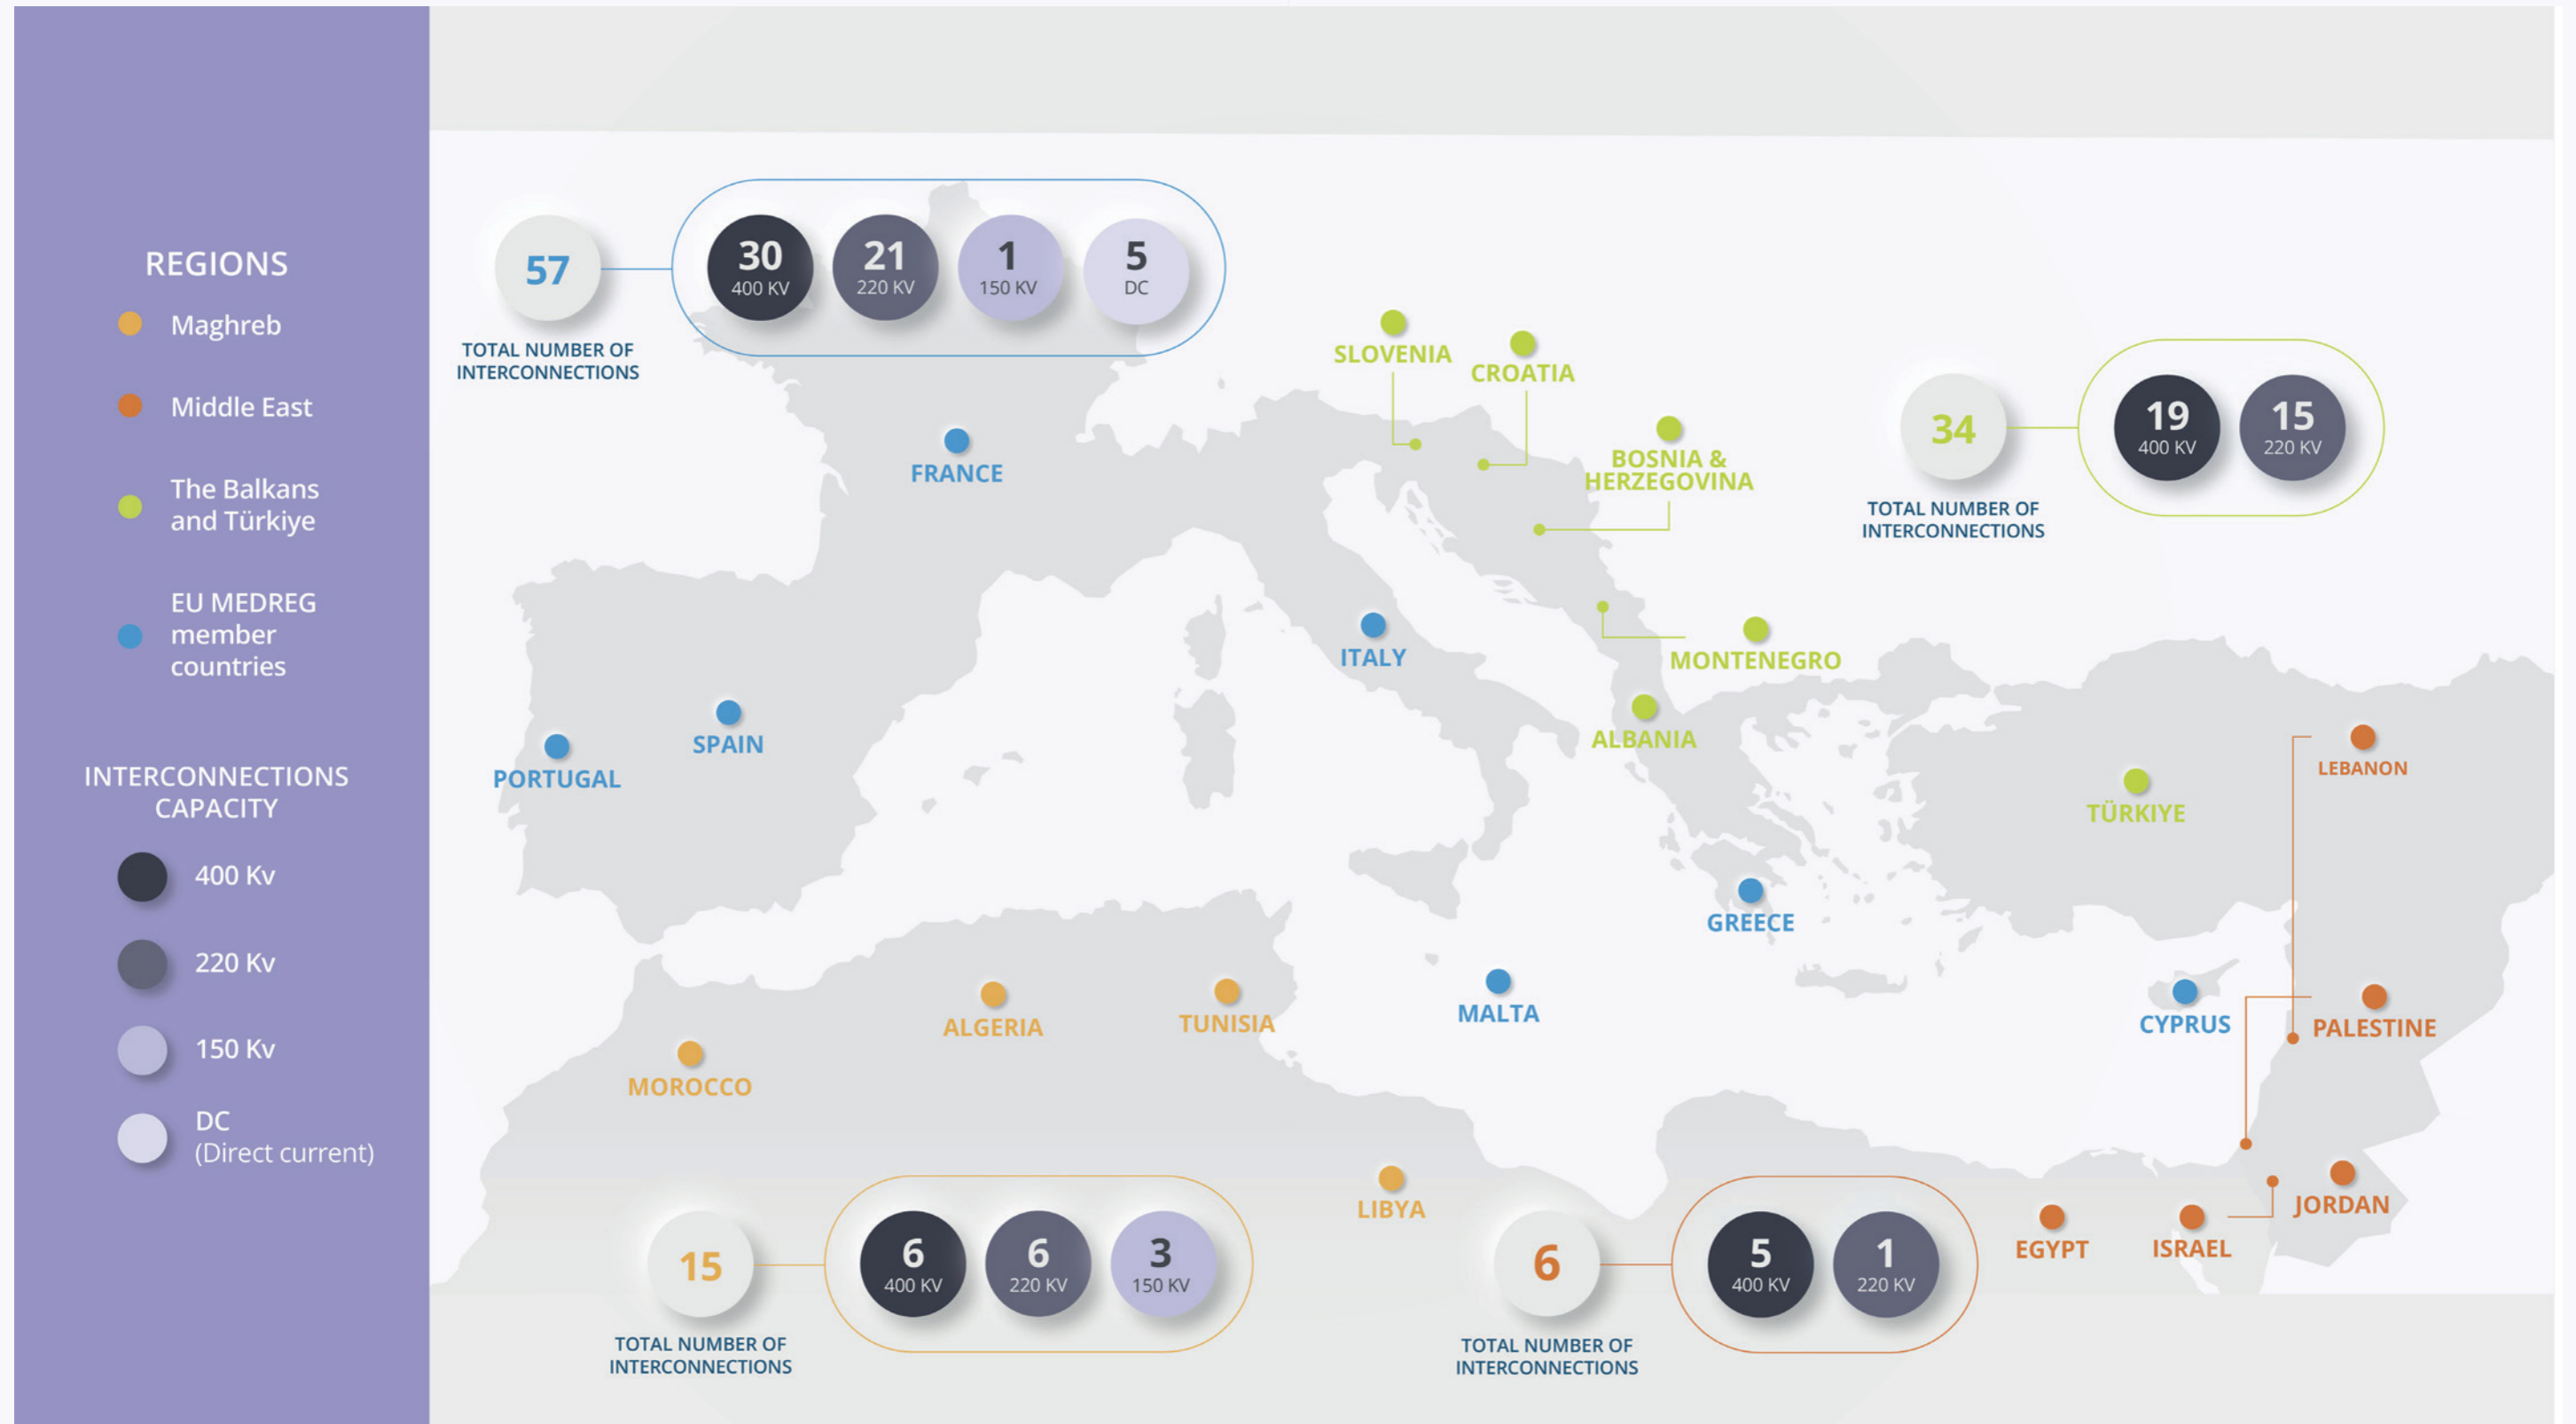 REGIONS
Maghreb
Middle East
The Balkans
and Türkiye
EU MEDREG
member
countries
INTERCONNECTIONS
CAPACITY
400 Kv
220 Kv
150 Kv
DC
(Direct current)
57
TOTAL NUMBER OF
INTERCONNECTIONS
30
400 KV
21
220 KV
1
150 KV
5
DC
SLOVENIA
CROATIA
BOSNIA &
HERZEGOVINA
34
TOTAL NUMBER OF
INTERCONNECTIONS
19
400 KV
15
220 KV
FRANCE
ITALY
MONTENEGRO
ALBANIA
SPAIN
PORTUGAL
TÜRKIYE
LEBANON
GREECE
MALTA
CYPRUS
PALESTINE
ALGERIA
TUNISIA
MOROCCO
LIBYA
JORDAN
EGYPT
ISRAEL
15
TOTAL NUMBER OF
INTERCONNECTIONS
6
400 KV
6
220 KV
3
150 KV
6
TOTAL NUMBER OF
INTERCONNECTIONS
5
400 KV
1
220 KV